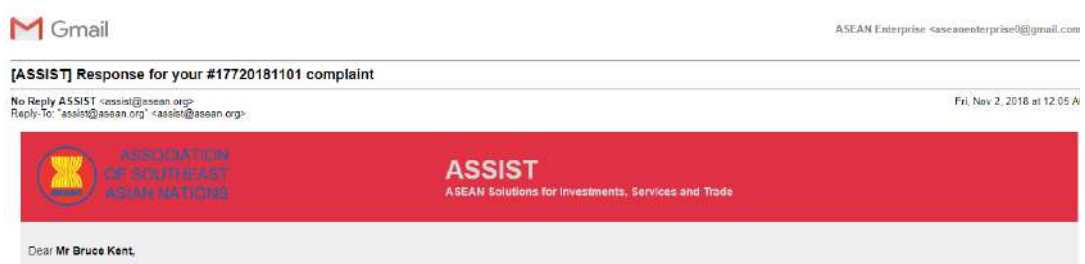 Gmail
ASEAN Enterprise <aseanenterprise0@gmail.com
[ASSIST] Response for your #17720181101 complaint
No Reply ASSIST <assist@asean.org>
Fri, Nov 2, 2018 at 12:05 A
Reply-To: "assist@asean.org" <assist@asean.org>
ASSOCIATION
OF SOUTHEAST
ASIAN NATIONS
ASSIST
ASEAN Solutions for Investments, Services and Trade
Dear Mr Bruce Kent,